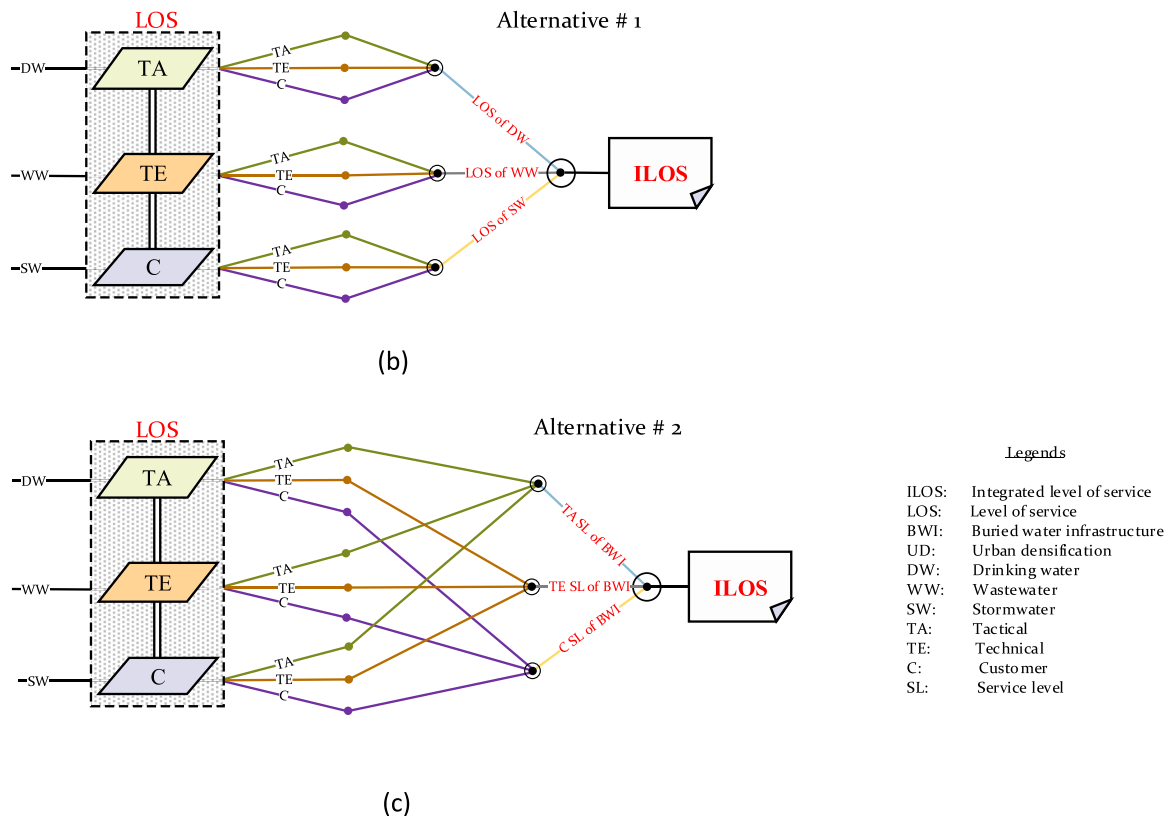 Alternative # 1
LOS
DW
TA
TA
TE
C
LOS of DW
WW
TE
TA
TE
C
LOS of WW
ILOS
SW
C
TA
TE
C
LOS of SW
(b)
Alternative # 2
LOS
DW
TA
TA
TE
C
TA SL of BWI
WW
TE
TA
TE
C
TE SL of BWI
ILOS
SW
C
TA
TE
C
C SL of BWI
(c)
Legends
ILOS: Integrated level of service
LOS: Level of service
BWI: Buried water infrastructure
UD: Urban densification
DW: Drinking water
WW: Wastewater
SW: Stormwater
TA: Tactical
TE: Technical
C: Customer
SL: Service level